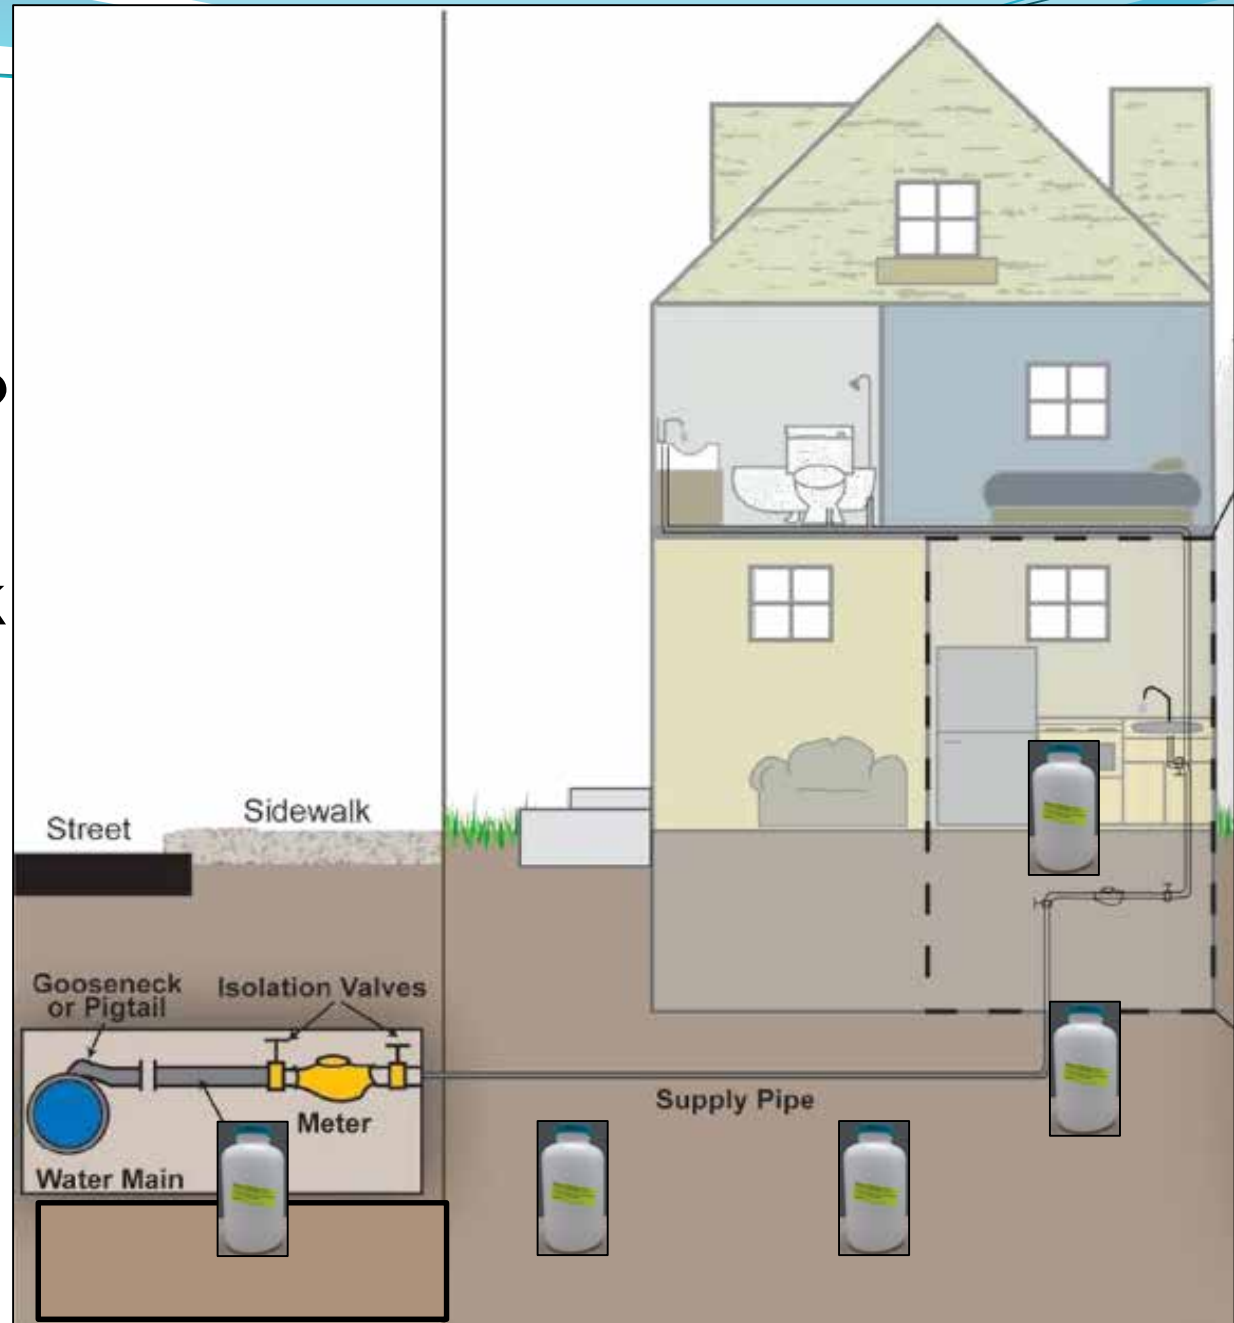 Sidewalk
Street
Gooseneck
or Pigtail
Isolation Valves
Supply Pipe
Meter
Water Main